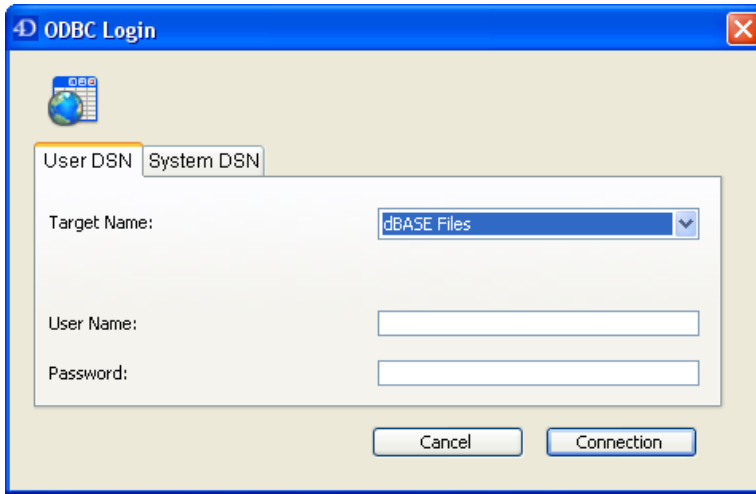 4D ODBC Login
User DSN System DSN
Target Name: dBASE Files
User Name:
Password:
Cancel Connection